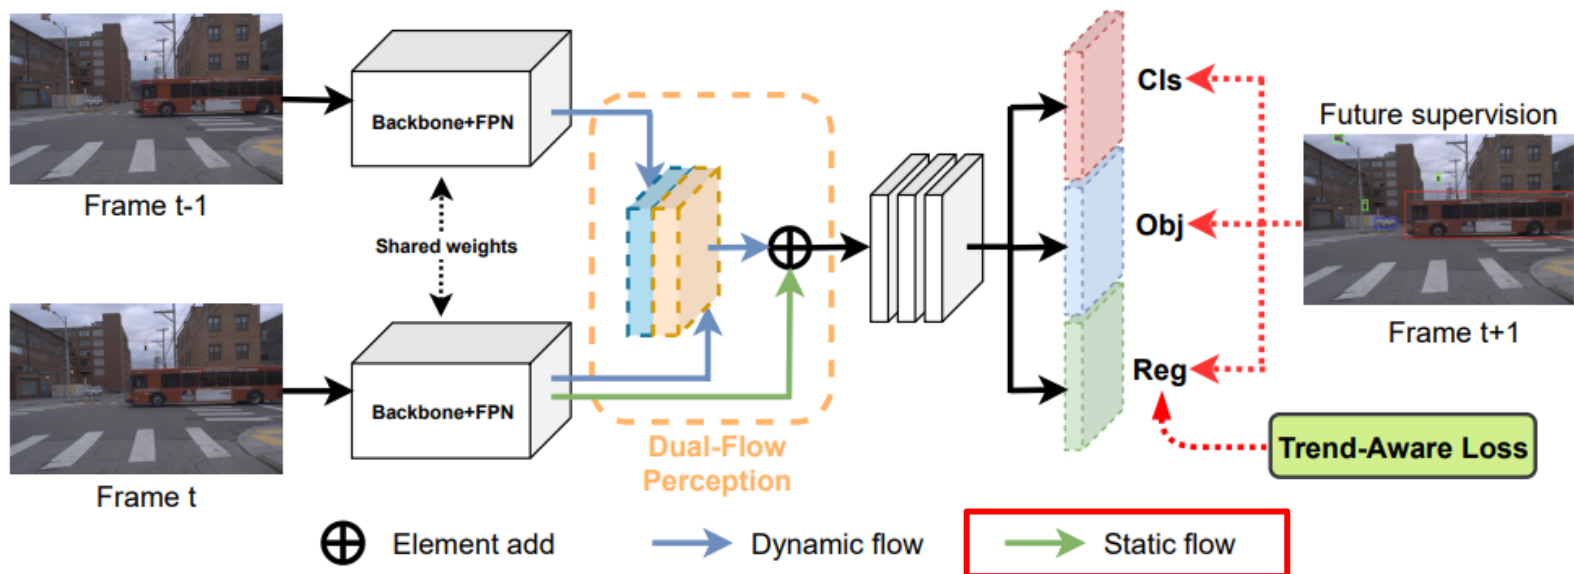 Frame t-1
Backbone+FPN
Shared weights
Backbone+FPN
Frame t
Dual-Flow
Perception
Cls
Obj
Reg
Future supervision
Frame t+1
Trend-Aware Loss
Element add
Dynamic flow
Static flow